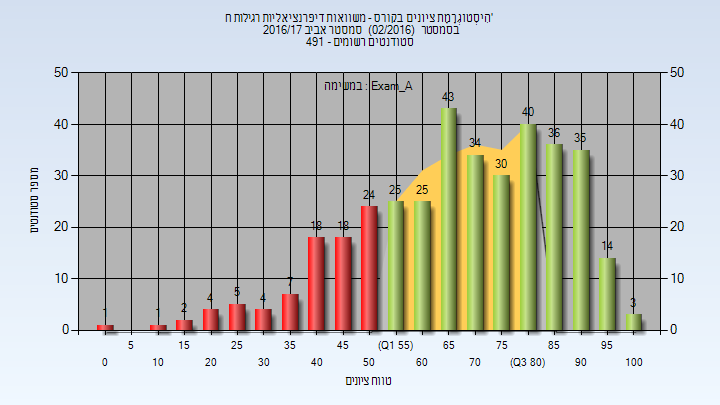 היסטוגרמת ציונים בקורס - משוואות דיפרנציאליות רגילות ח'
בסמסטר (02/2016) סמסטר אביב 2016/17
סטודנטים רשומים - 491
במשימה : Exam_A
מספר סטודנטים
50 50
40 40
30 30
20 20
10 10
0 0
1 1 2 4 5 4 7 18 18 24 25 25 43 34 30 40 36 35 14 3
5 15 25 35 45 (Q1 55) 65 75 85 95
0 10 20 30 40 50 60 70 (Q3 80) 90 100
טווח ציונים